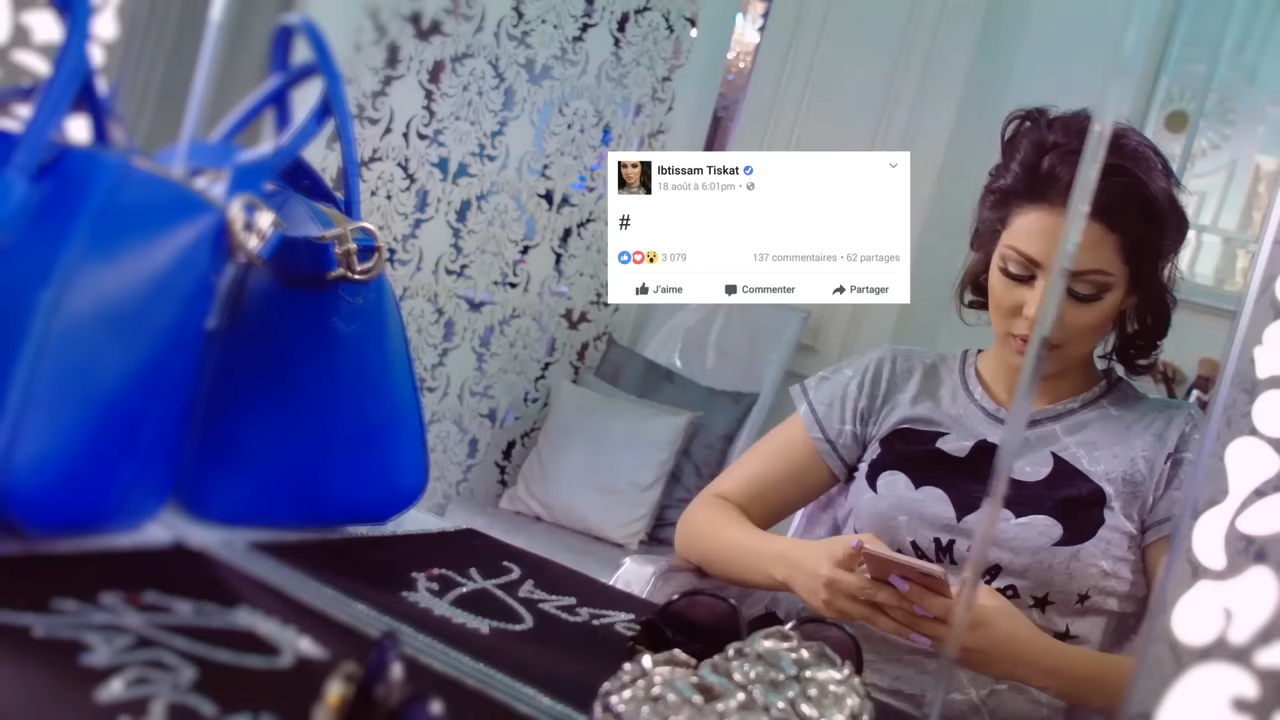 Ibtissam Tiskat
18 août à 6:01pm
#
3 079
137 commentaires • 62 partages
J'aime
Commenter
Partager